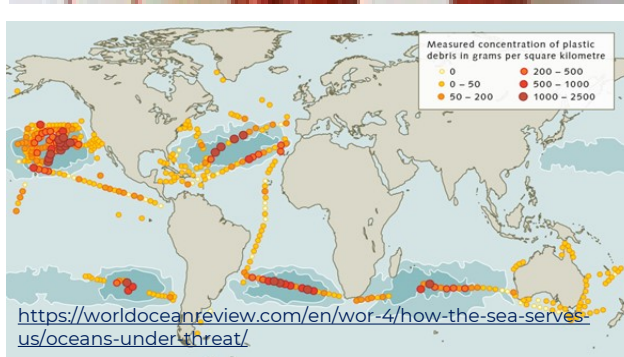 Measured concentration of plastic
debris in grams per square kilometre
0 200 – 500
0 – 50 500 – 1000
50 – 200 1000 – 2500
https://worldoceanreview.com/en/wor-4/how-the-sea-serves-
us/oceans-under-threat/